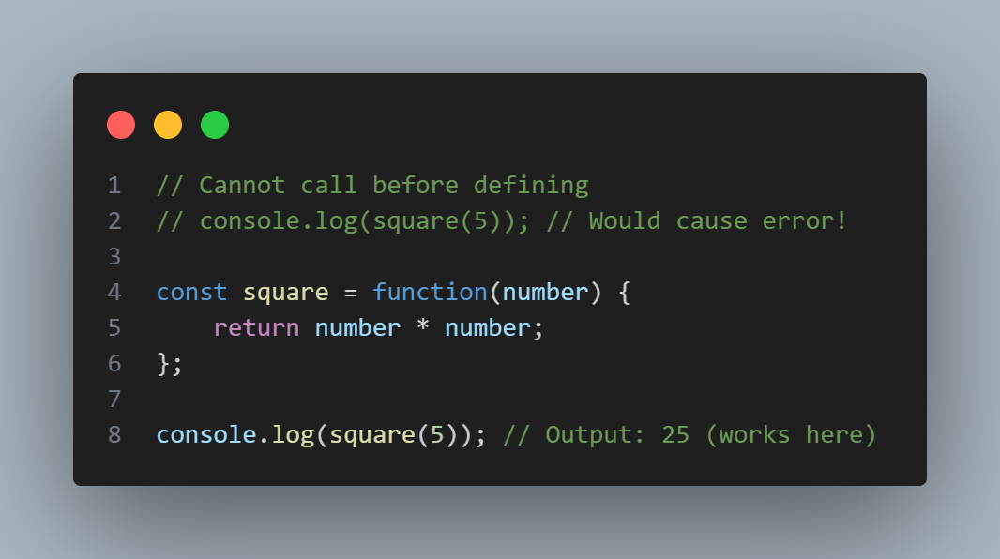 1 // Cannot call before defining
2 // console.log(square(5)); // Would cause error!
3
4 const square = function(number) {
5     return number * number;
6 };
7
8 console.log(square(5)); // Output: 25 (works here)